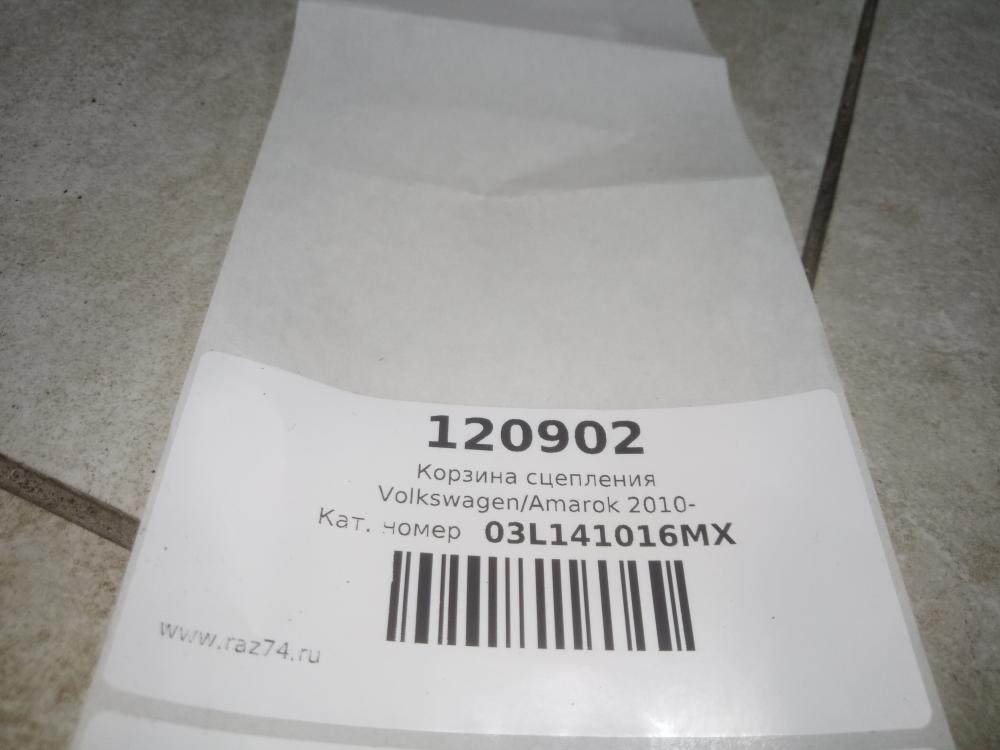 120902
Корзина сцепления
Volkswagen/Amarok 2010-
Кат. номер 03L141016MX
www.raz74.ru